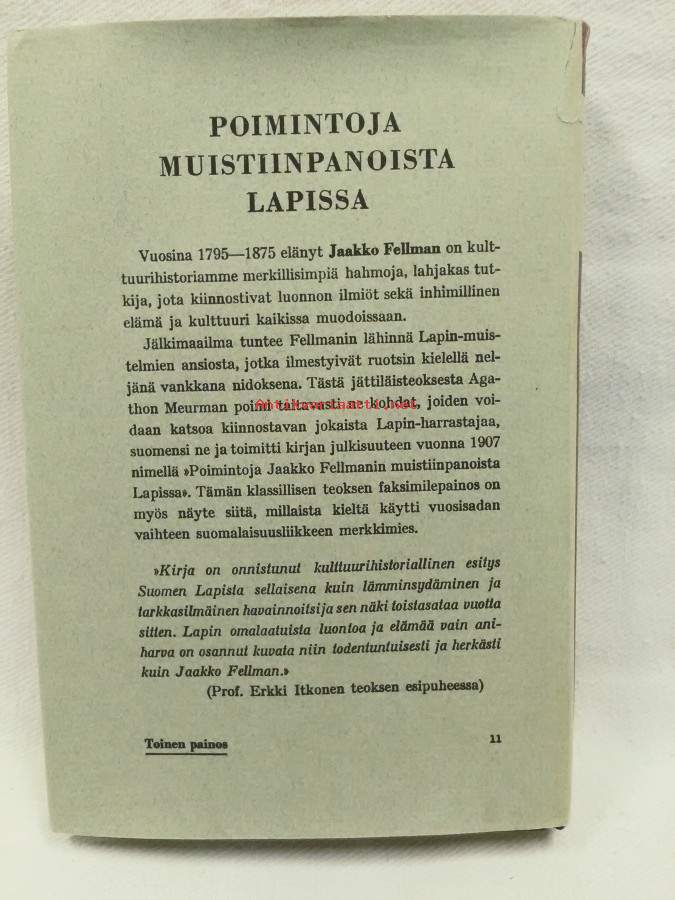 POIMINTOJA
MUISTIINPANOISTA
LAPISSA
Vuosina 1795—1875 elänyt Jaakko Fellman on kult-
tuurihistoriamme merkillisimpiä hahmoja, lahjakas tut-
kija, jota kiinnostivat luonnon ilmiöt sekä inhimillinen
elämä ja kulttuuri kaikissa muodoissaan.
Jälkimaailma tuntee Fellmanin lähinnä Lapin-muis-
telmien ansiosta, jotka ilmestyivät ruotsin kielellä nel-
jänä vankkana nidoksena. Tästä jättiläisteoksesta Aga-
thon Meurman poimi taitavasti ne kohdat, joiden voi-
daan katsoa kiinnostavan jokaista Lapin-harrastajaa,
suomensi ne ja toimitti kirjan julkisuuteen vuonna 1907
nimellä »Poimintoja Jaakko Fellmanin muistiinpanoista
Lapissa». Tämän klassillisen teoksen faksimilepainos on
myös näyte siitä, millaista kieltä käytti vuosisadan
vaihteen suomalaisuusliikkeen merkkimies.
»Kirja on onnistunut kulttuurihistoriallinen esitys
Suomen Lapista sellaisena kuin lämminsydäminen ja
tarkkasilmäinen havainnoitsija sen näki toistasataa vuotta
sitten. Lapin omalaatuista luontoa ja elämää vain ani-
harva on osannut kuvata niin todentuntuisesti ja herkästi
kuin Jaakko Fellman.»
(Prof. Erkki Itkonen teoksen esipuheessa)
Toinen painos
11